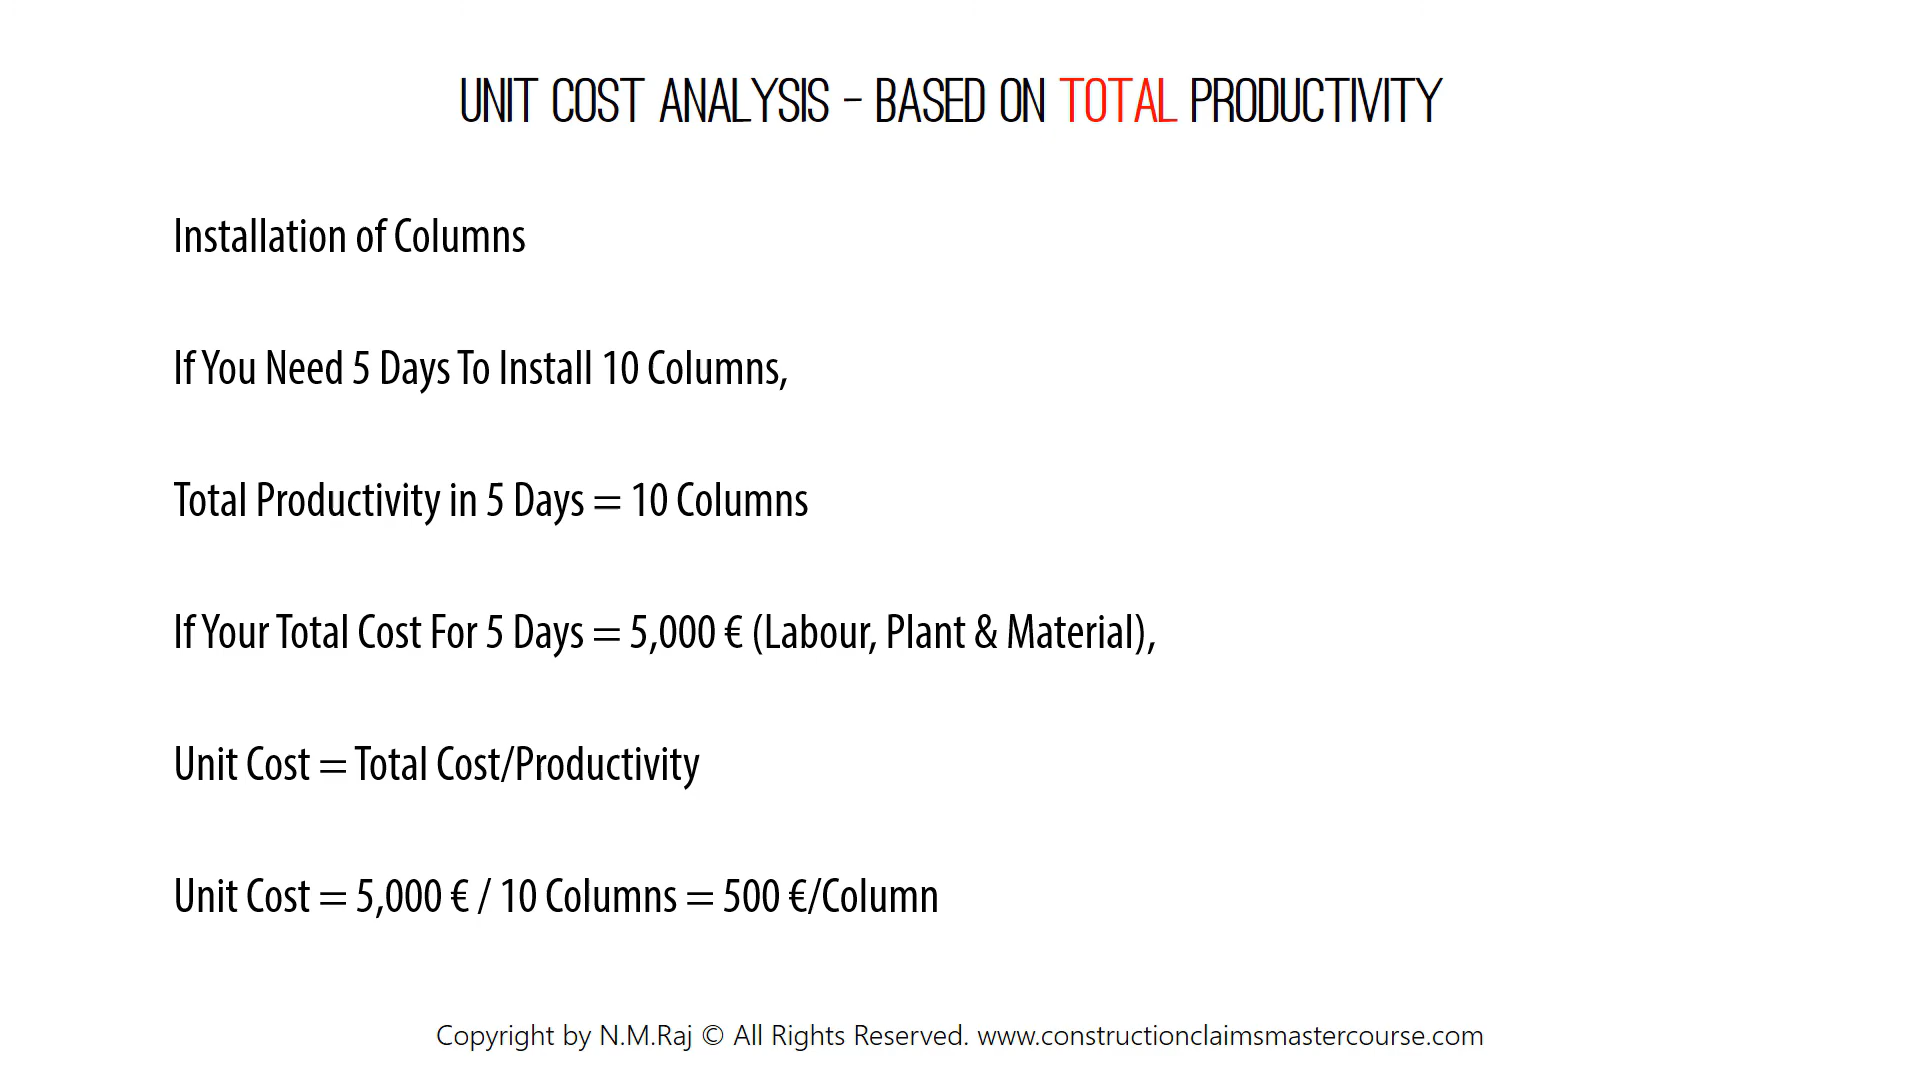 UNIT COST ANALYSIS – BASED ON TOTAL PRODUCTIVITY
Installation of Columns
If You Need 5 Days To Install 10 Columns,
Total Productivity in 5 Days = 10 Columns
If Your Total Cost For 5 Days = 5,000 € (Labour, Plant & Material),
Unit Cost = Total Cost/Productivity
Unit Cost = 5,000 € / 10 Columns = 500 €/Column
Copyright by N.M.Raj © All Rights Reserved. www.constructionclaimsmastercourse.com